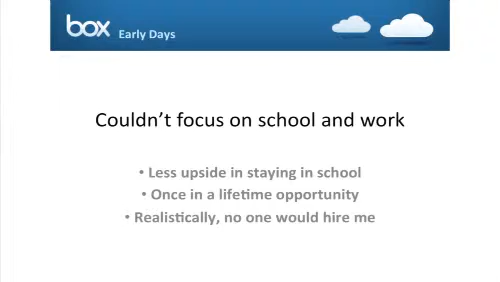 box Early Days
Couldn't focus on school and work
• Less upside in staying in school
• Once in a lifetime opportunity
• Realistically, no one would hire me